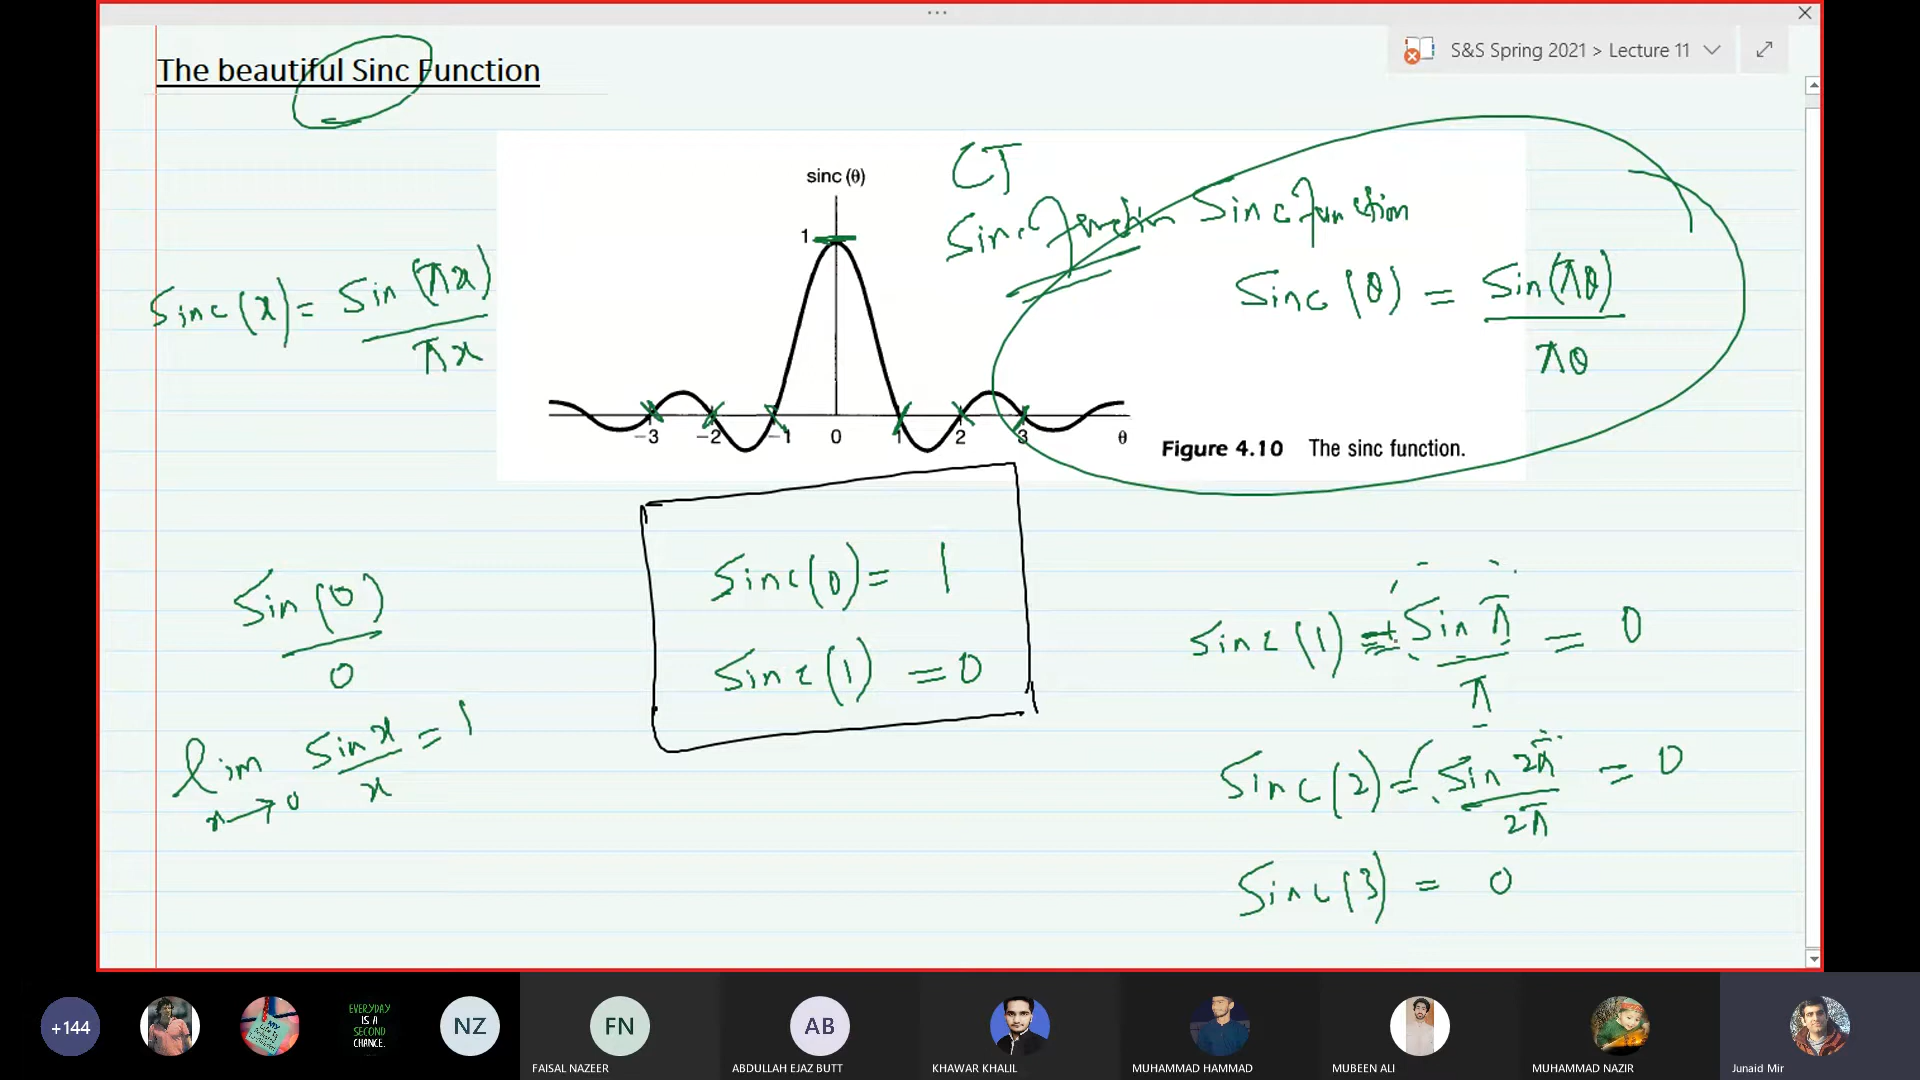 S&S Spring 2021 > Lecture 11
The beautiful Sinc Function
sinc (θ)
1
-3 -2 -1 0 1 2 3 θ
Figure 4.10 The sinc function.
CT
Sinc function Sinc function
Sinc (θ) = Sin(πθ)
πθ
Sinc(x) = Sin (πx)
πx
Sin (0)
0
lim sin x = 1
x→0 x
Sinc(0) = 1
Sinc (1) = 0
Sinc (1) = Sin π = 0
π
Sinc (2) = Sin 2π = 0
2π
Sinc (3) = 0
+144
MY
EVERYDAY
IS A
SECOND
CHANCE.
NZ
FN
FAISAL NAZEER
AB
ABDULLAH EJAZ BUTT
KHAWAR KHALIL
MUHAMMAD HAMMAD
MUBEEN ALI
MUHAMMAD NAZIR
Junaid Mir